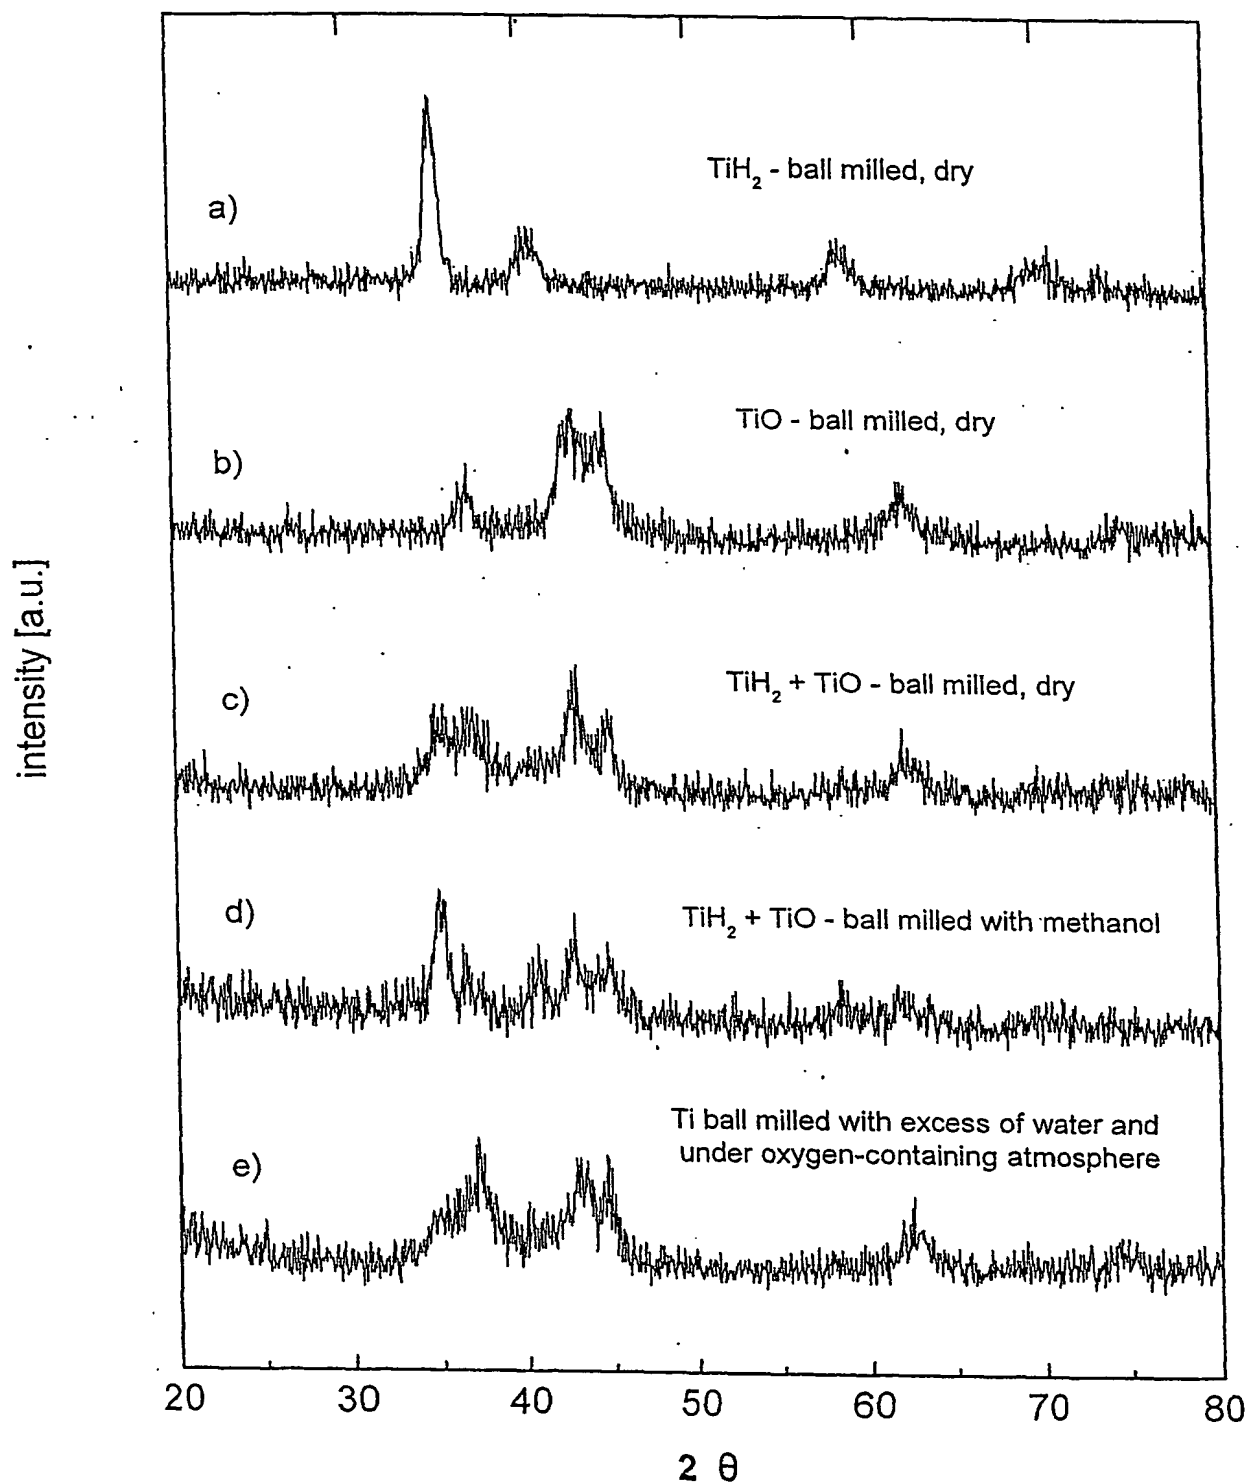 a)
TiH₂ - ball milled, dry
b)
TiO - ball milled, dry
c)
TiH₂ + TiO - ball milled, dry
d)
TiH₂ + TiO - ball milled with methanol
e)
Ti ball milled with excess of water and
under oxygen-containing atmosphere
intensity [a.u.]
20 30 40 50 60 70 80
2 θ